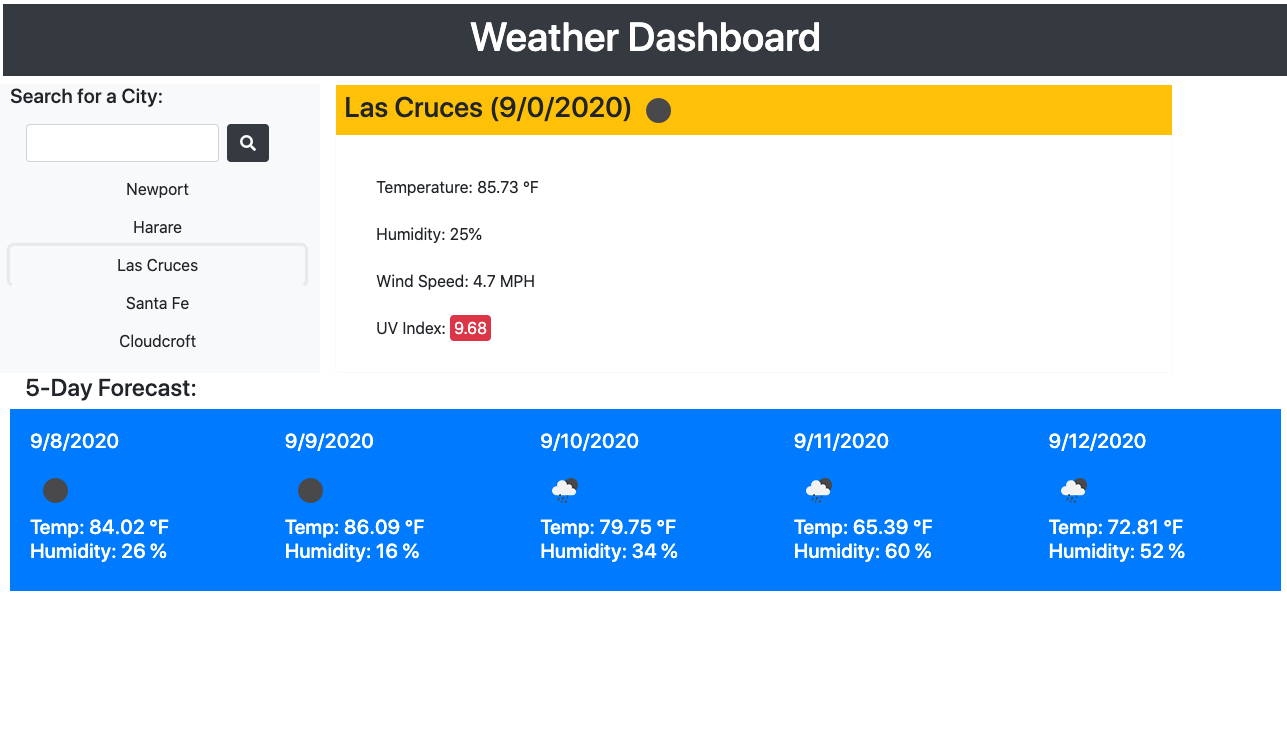 Weather Dashboard
Search for a City:
Newport
Harare
Las Cruces
Santa Fe
Cloudcroft
Las Cruces (9/0/2020)
Temperature: 85.73 °F
Humidity: 25%
Wind Speed: 4.7 MPH
UV Index: 9.68
5-Day Forecast:
9/8/2020
Temp: 84.02 °F
Humidity: 26 %
9/9/2020
Temp: 86.09 °F
Humidity: 16 %
9/10/2020
Temp: 79.75 °F
Humidity: 34 %
9/11/2020
Temp: 65.39 °F
Humidity: 60 %
9/12/2020
Temp: 72.81 °F
Humidity: 52 %